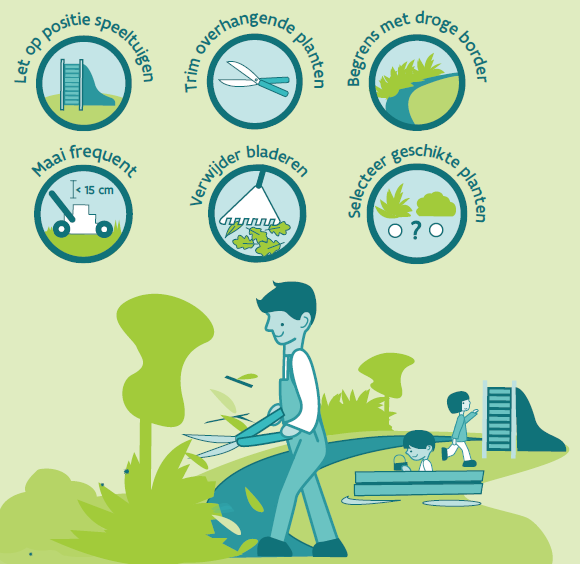 Let op positie speeltuigen
Trim overhangende planten
Begrens met droge border
Maai frequent
< 15 cm
Verwijder bladeren
Selecteer geschikte planten
?